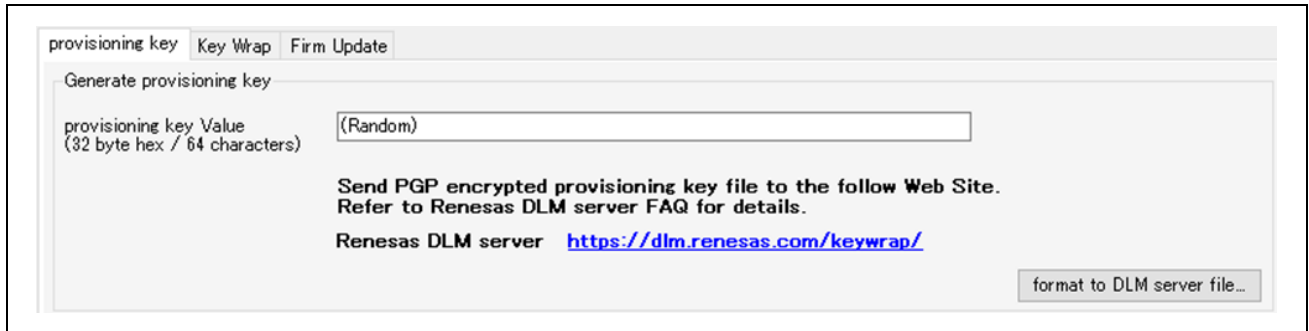 provisioning key Key Wrap Firm Update
Generate provisioning key
provisioning key Value
(32 byte hex / 64 characters)
(Random)
Send PGP encrypted provisioning key file to the follow Web Site.
Refer to Renesas DLM server FAQ for details.
Renesas DLM server https://dlm.renesas.com/keywrap/
format to DLM server file...